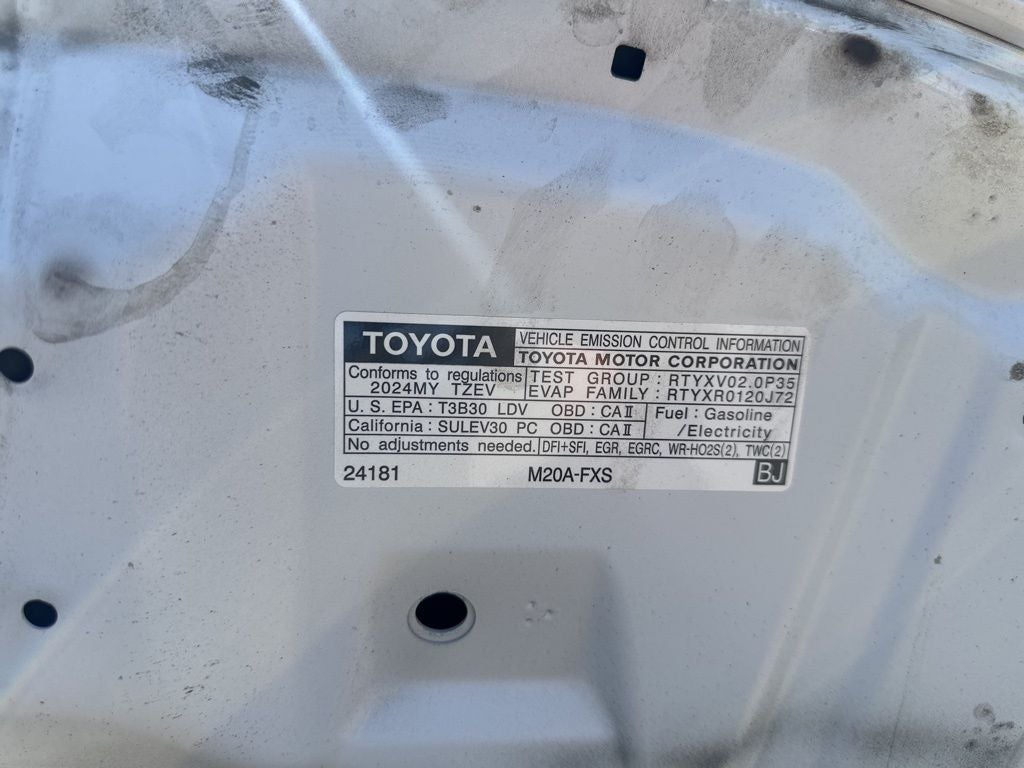 TOYOTA VEHICLE EMISSION CONTROL INFORMATION
TOYOTA MOTOR CORPORATION
Conforms to regulations TEST GROUP : RTYXV02.0P35
2024MY TZEV EVAP FAMILY : RTYXR0120J72
U.S. EPA : T3B30 LDV OBD : CAⅡ Fuel : Gasoline
California : SULEV30 PC OBD : CAⅡ /Electricity
No adjustments needed. DFI+SFI, EGR, EGRC, WR-HO2S(2), TWC(2)
24181 M20A-FXS BJ